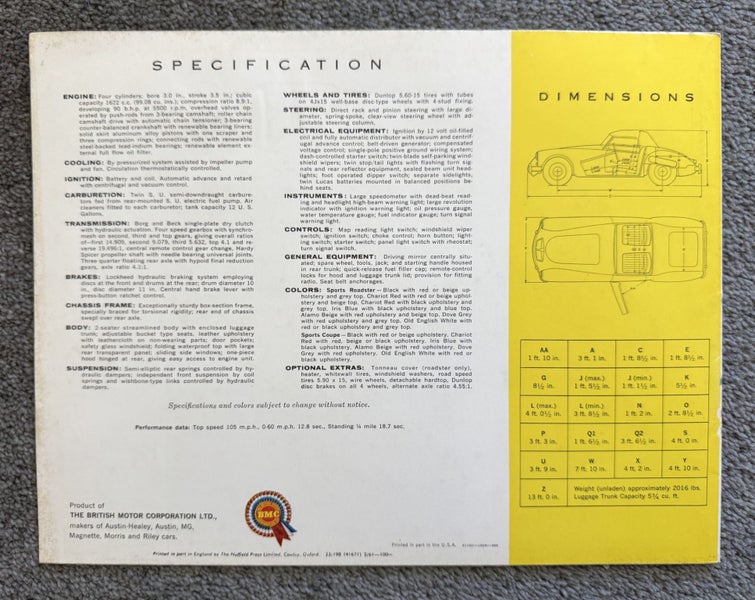 SPECIFICATION
ENGINE: Four cylinders; bore 3.0 in., stroke 3.5 in.; cubic
capacity 1622 c.c. (99.08 cu. ins.); compression ratio 8.9:1,
developing 90 b.h.p. at 5500 r.p.m. overhead valves op-
erated by push-rods from 3-bearing camshaft; roller chain
camshaft drive with automatic chain tensioner; 3-bearing
counter-balanced crankshaft with renewable bearing liners;
solid skirt aluminum alloy pistons with one scraper and
three compression rings; connecting rods with renewable
steel-backed lead-indium bearings; renewable element ex-
ternal full flow oil filter.
COOLING: By pressurized system assisted by impeller pump
and fan. Circulation thermostatically controlled.
IGNITION: Battery and coil. Automatic advance and retard
with centrifugal and vacuum control.
CARBURETION: Twin S. U. semi-downdraught carbure-
tors fed from rear-mounted S. U. electric fuel pump. Air
cleaners fitted to each carburetor; tank capacity 12 U. S.
Gallons.
TRANSMISSION: Borg and Beck single-plate dry clutch
with hydraulic actuation. Four speed gearbox with synchro-
mesh on second, third and top gears, giving overall ratios
of—first 14.909, second 9.079, third 5.632, top 4.1 and re-
verse 19.496:1, central remote control gear change. Hardy
Spicer propeller shaft with needle bearing universal joints.
Three-quarter floating rear axle with hypoid final reduction
gears, axle ratio 4.1:1.
BRAKES: Lockheed hydraulic braking system employing
discs at the front and drums at the rear; drum diameter 10
in., disc diameter 11 in. Central hand brake lever with
press-button ratchet control.
CHASSIS FRAME: Exceptionally sturdy box-section frame,
specially braced for torsional rigidity; rear end of chassis
swept over rear axle.
BODY: 2-seater streamlined body with enclosed luggage
trunk; adjustable bucket type seats, leather upholstery
with leathercloth on non-wearing parts; door pockets;
safety glass windshield; folding waterproof top with large
rear transparent panel; sliding side windows; one-piece
hood hinged at rear, giving easy access to engine unit.
SUSPENSION: Semi-elliptic rear springs controlled by hy-
draulic dampers; independent front suspension by coil
springs and wishbone-type links controlled by hydraulic
dampers.
WHEELS AND TIRES: Dunlop 5.60-15 tires with tubes
on 4Jx15 well-base disc-type wheels with 4-stud fixing.
STEERING: Direct rack and pinion steering with large di-
ameter, spring-spoke, clear-view steering wheel with ad-
justable steering column.
ELECTRICAL EQUIPMENT: Ignition by 12 volt oil-filled
coil and fully automatic distributor with vacuum and centrif-
ugal advance control; belt-driven generator; compensated
voltage control; single-pole positive ground wiring system;
dash-controlled starter switch; twin-blade self-parking wind-
shield wipers; twin stop/tail lights with flashing turn sig-
nals and rear reflector equipment, sealed beam unit head-
lights; foot operated dipper switch; separate sidelights,
twin Lucas batteries mounted in balanced positions be-
hind seats.
INSTRUMENTS: Large speedometer with dead-beat read-
ing and headlight high-beam warning light; large revolution
indicator with ignition warning light; oil pressure gauge,
water temperature gauge; fuel indicator gauge; turn signal
warning light.
CONTROLS: Map reading light switch; windshield wiper
switch; ignition switch; choke control; horn button; light-
ing switch; starter switch; panel light switch with rheostat;
turn signal switch.
GENERAL EQUIPMENT: Driving mirror centrally situ-
ated; spare wheel, tools, jack; and starting handle housed
in rear trunk; quick-release fuel filler cap; remote-control
locks for hood and luggage trunk lid; provision for fitting
radio. Seat belt anchorages.
COLORS: Sports Roadster — Black with red or beige up-
holstery and grey top, Chariot Red with red or beige uphol-
stery and grey top, Chariot Red with black upholstery and
grey top, Iris Blue with black upholstery and blue top,
Alamo Beige with red upholstery and beige top, Dove Grey
with red upholstery and grey top, Old English White with
red or black upholstery and grey top.
Sports Coupe — Black with red or beige upholstery, Chariot
Red with red, beige or black upholstery, Iris Blue with
black upholstery, Alamo Beige with red upholstery, Dove
Grey with red upholstery, Old English White with red or
black upholstery.
OPTIONAL EXTRAS: Tonneau cover (roadster only),
heater, whitewall tires, windshield washers, road speed
tires 5.90 x 15, wire wheels, detachable hardtop, Dunlop
disc brakes on all 4 wheels, alternate axle ratio 4.55:1.
Specifications and colors subject to change without notice.
Performance data: Top speed 105 m.p.h., 0-60 m.p.h. 12.8 sec., Standing ¼ mile 18.7 sec.
Product of
THE BRITISH MOTOR CORPORATION LTD.,
makers of Austin-Healey, Austin, MG,
Magnette, Morris and Riley cars.
BMC
Printed in part in the U.S.A.
Printed in part in England by The Nuffield Press Limited, Cowley, Oxford.
DIMENSIONS
AA A C E
1 ft. 10 in. 3 ft. 1 in. 1 ft. 8½ in. 1 ft. 8½ in.
G J (max.) J (min.) K
8½ in. 1 ft. 5½ in. 1 ft. 1½ in. 5½ in.
L (max.) L (min.) N O
4 ft. 0½ in. 3 ft. 8½ in. 1 ft. 2 in. 2 ft. 8½ in.
P Q1 Q2 S
3 ft. 3 in. 1 ft. 6½ in. 3 ft. 6½ in. 4 ft. 0 in.
U W X Y
3 ft. 9 in. 7 ft. 10 in. 4 ft. 2 in. 4 ft. 10 in.
Z Weight (unladen) approximately 2016 lbs.
13 ft. 0 in. Luggage Trunk Capacity 5¼ cu. ft.